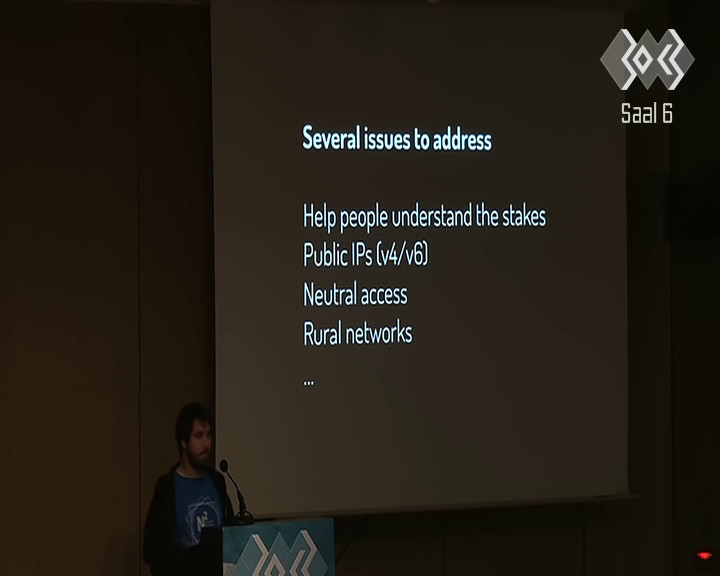 Several issues to address
Help people understand the stakes
Public IPs (v4/v6)
Neutral access
Rural networks
...
Saal 6